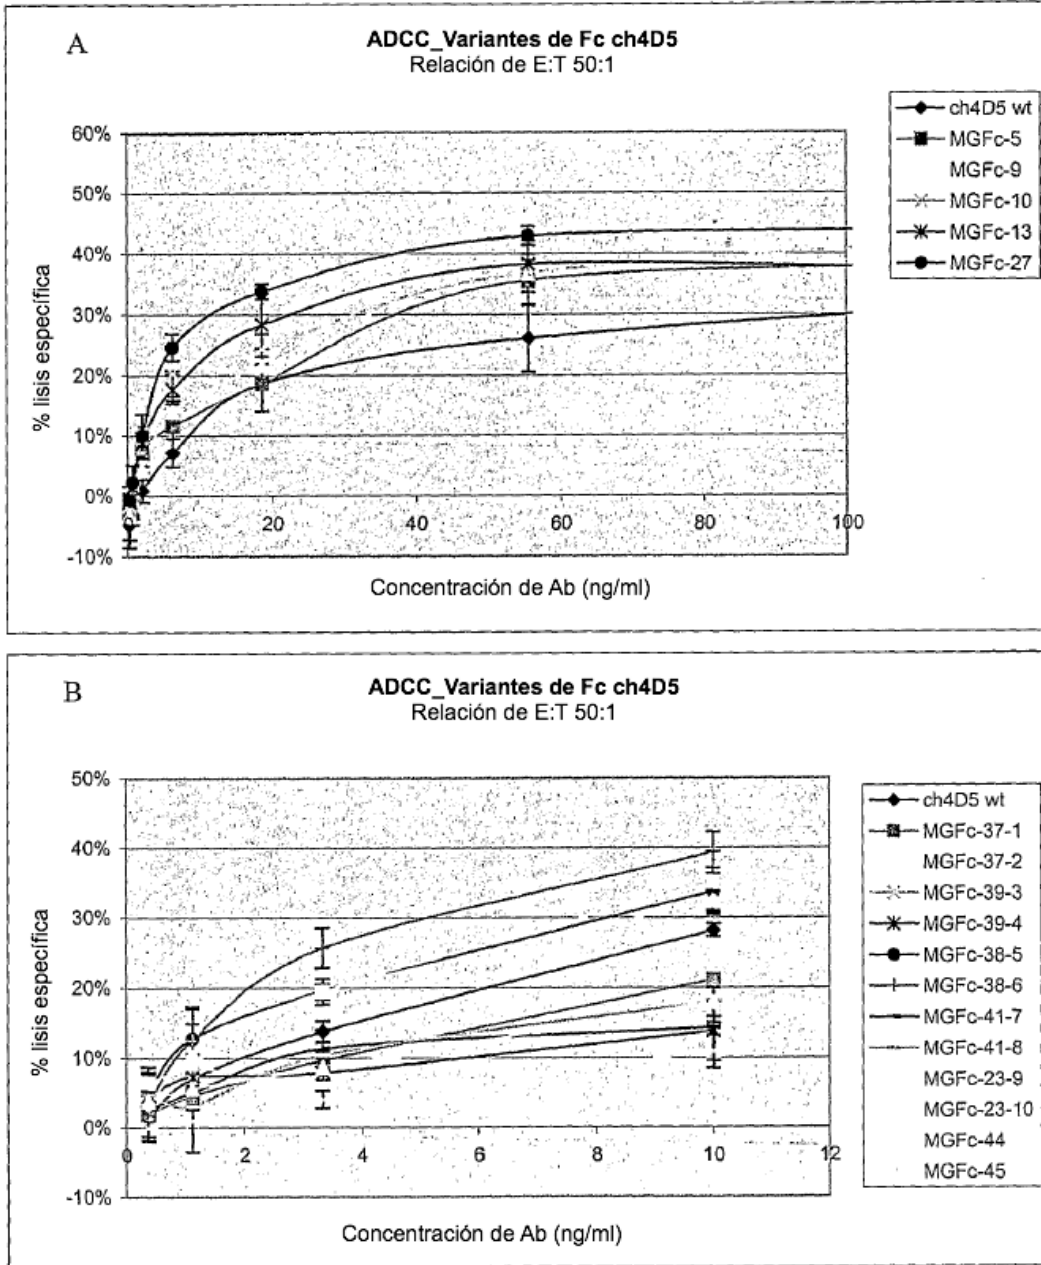 A
ADCC_Variantes de Fc ch4D5
Relación de E:T 50:1
ch4D5 wt
MGFc-5
MGFc-9
MGFc-10
MGFc-13
MGFc-27
60%
50%
40%
30%
20%
10%
0%
-10%
% lisis específica
20
40
60
80
100
Concentración de Ab (ng/ml)
B
ADCC_Variantes de Fc ch4D5
Relación de E:T 50:1
ch4D5 wt
MGFc-37-1
MGFc-37-2
MGFc-39-3
MGFc-39-4
MGFc-38-5
MGFc-38-6
MGFc-41-7
MGFc-41-8
MGFc-23-9
MGFc-23-10
MGFc-44
MGFc-45
50%
40%
30%
20%
10%
0%
-10%
% lisis específica
0
2
4
6
8
10
12
Concentración de Ab (ng/ml)